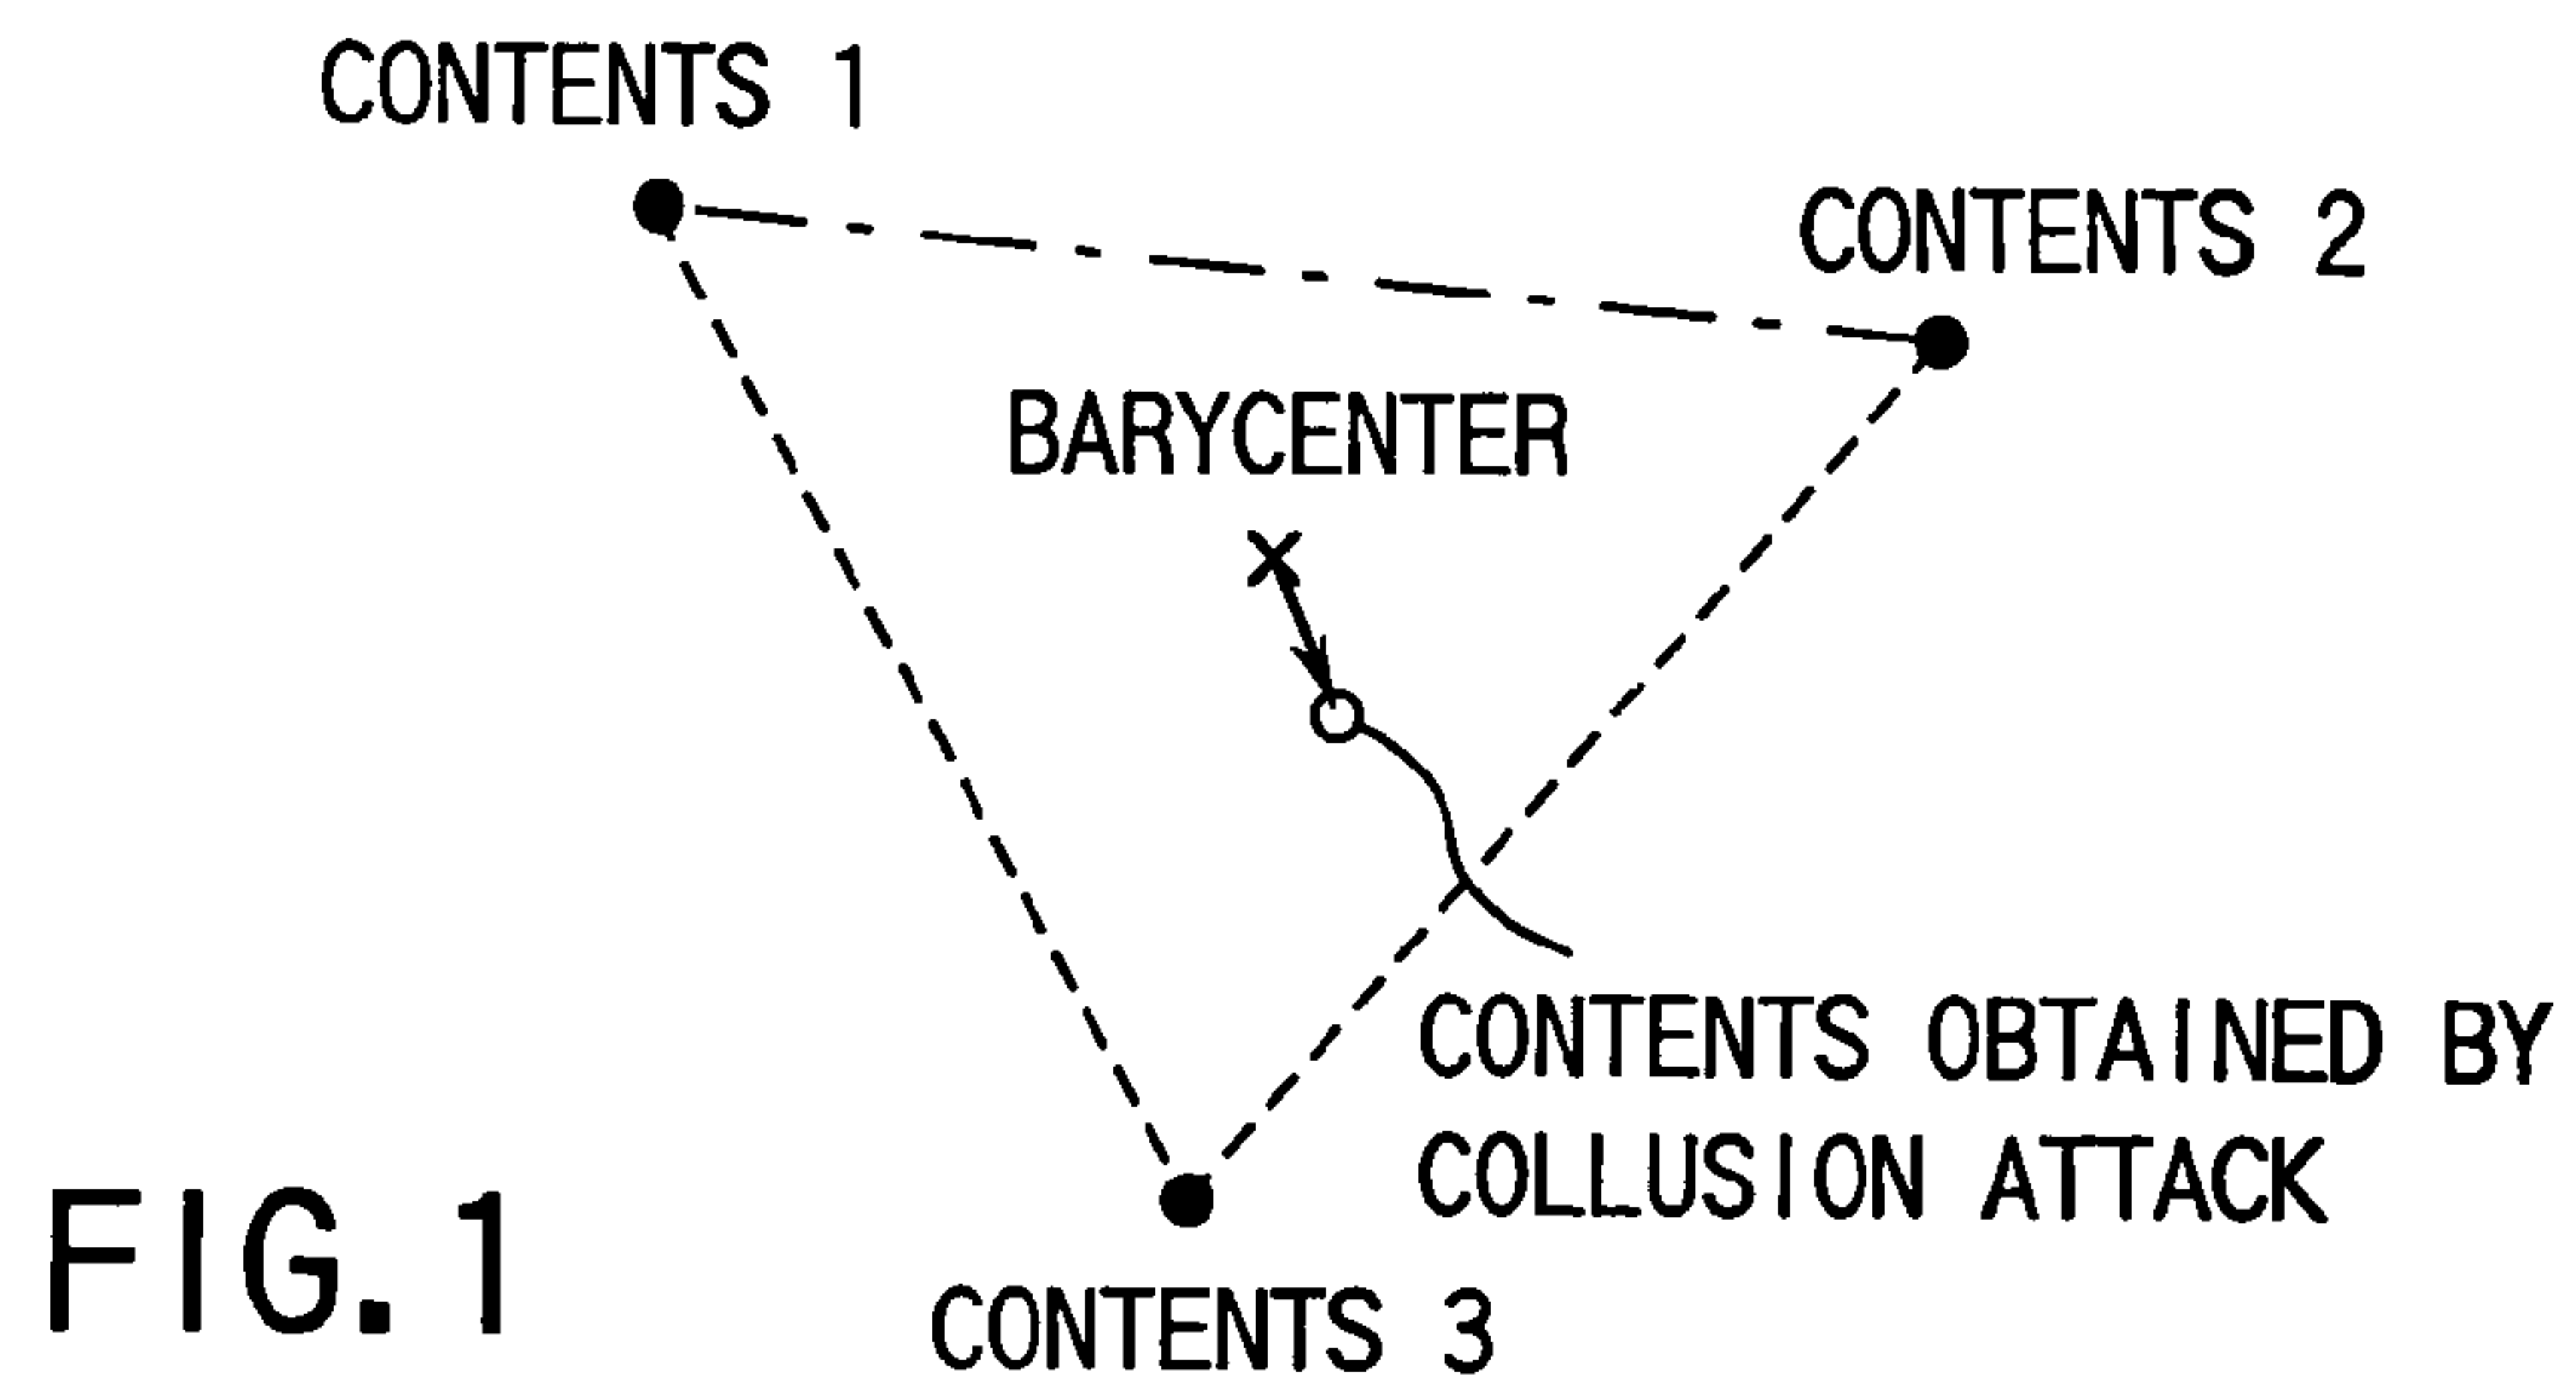 CONTENTS 1
CONTENTS 2
BARYCENTER
CONTENTS OBTAINED BY
COLLUSION ATTACK
CONTENTS 3
FIG.1